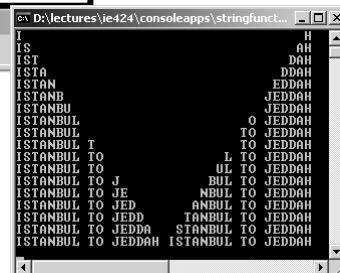 D:\lectures\ie424\consoleapps\stringfunct...
I H
IS AH
IST DAH
ISTA DDAH
ISTAN EDDAH
ISTANB JEDDAH
ISTANBU JEDDAH
ISTANBUL O JEDDAH
ISTANBUL TO JEDDAH
ISTANBUL T TO JEDDAH
ISTANBUL TO L TO JEDDAH
ISTANBUL TO UL TO JEDDAH
ISTANBUL TO J BUL TO JEDDAH
ISTANBUL TO JE NBUL TO JEDDAH
ISTANBUL TO JED ANBUL TO JEDDAH
ISTANBUL TO JEDD TANBUL TO JEDDAH
ISTANBUL TO JEDDA STANBUL TO JEDDAH
ISTANBUL TO JEDDAH ISTANBUL TO JEDDAH